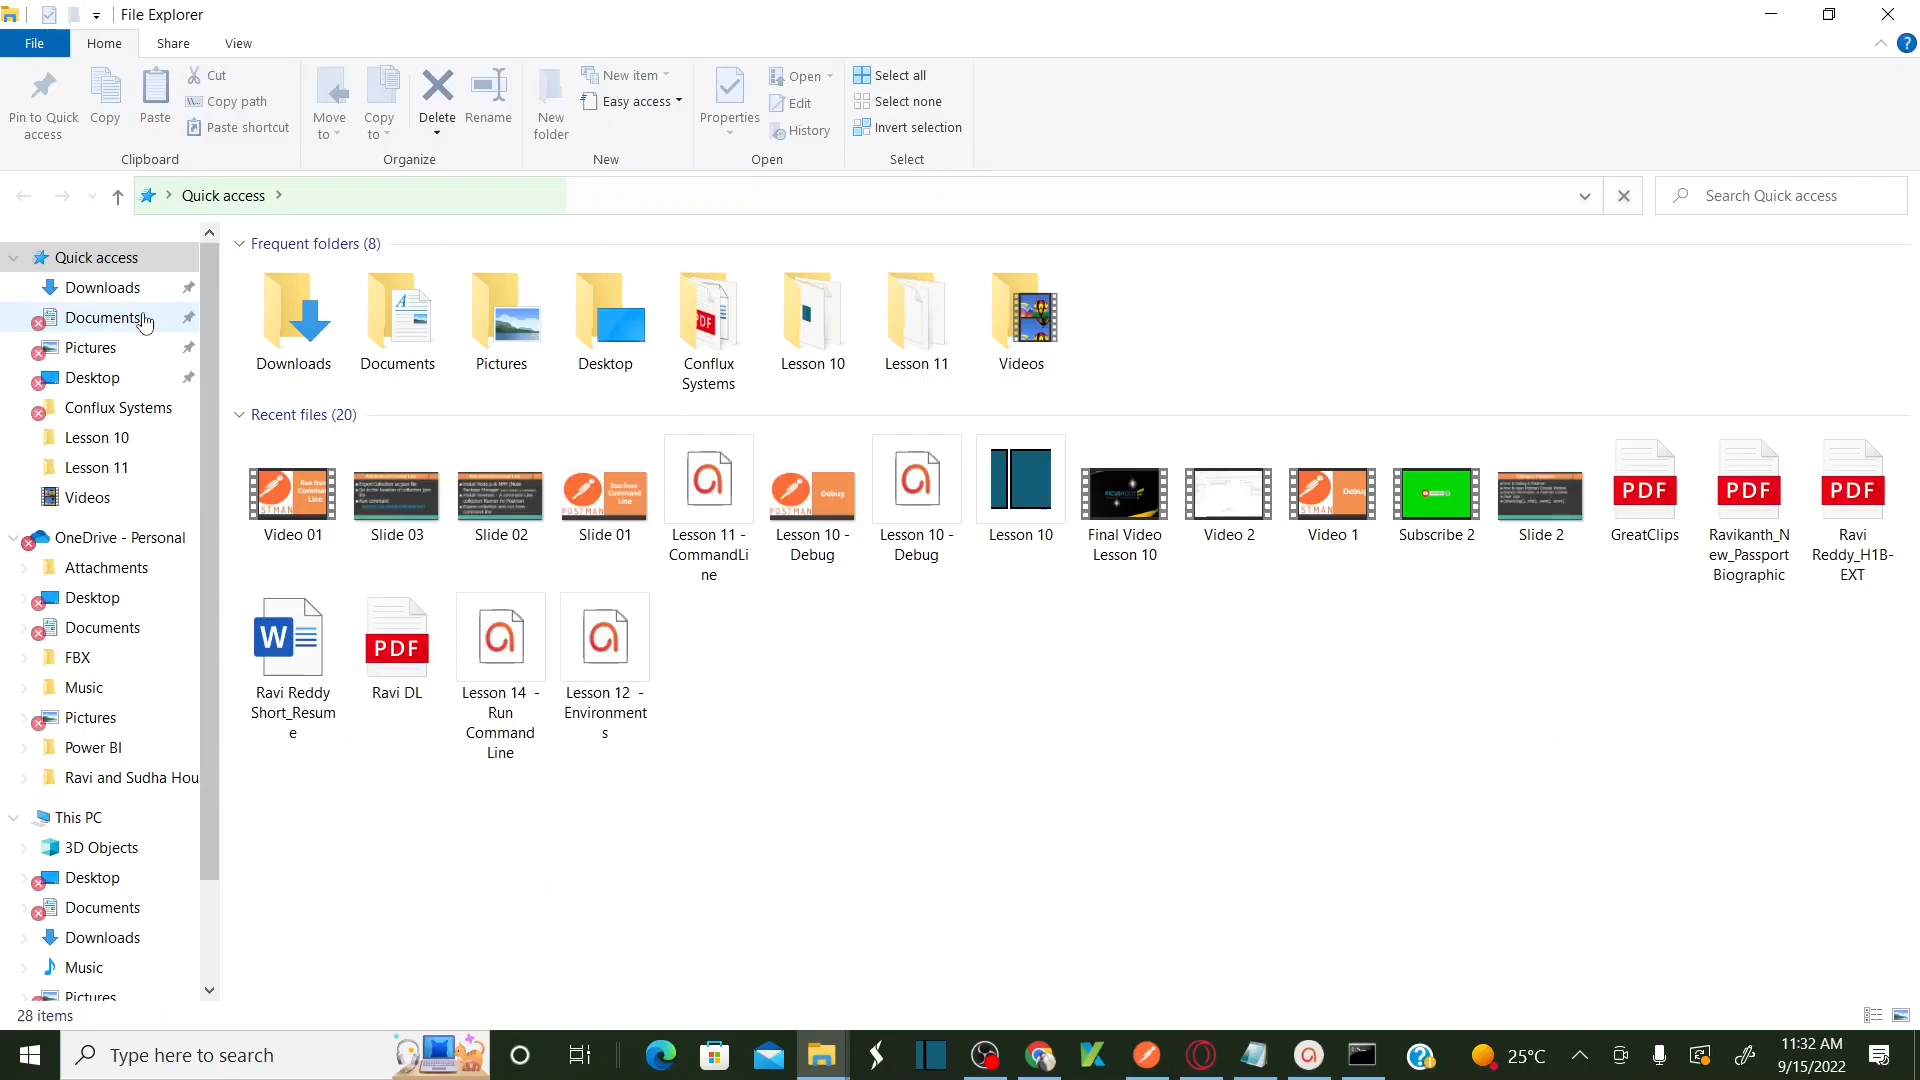 File Explorer
File
Home
Share
View
Pin to Quick
access
Copy
Paste
Cut
Copy path
Paste shortcut
Clipboard
Move
to
Copy
to
Delete
Rename
Organize
New
folder
New item
Easy access
New
Properties
Open
Edit
History
Open
Select all
Select none
Invert selection
Select
Quick access
Search Quick access
Quick access
Downloads
Documents
Pictures
Desktop
Conflux Systems
Lesson 10
Lesson 11
Videos
OneDrive - Personal
Attachments
Desktop
Documents
FBX
Music
Pictures
Power BI
Ravi and Sudha Hou
This PC
3D Objects
Desktop
Documents
Downloads
Music
Pictures
Frequent folders (8)
Downloads
Documents
Pictures
Desktop
Conflux
Systems
Lesson 10
Lesson 11
Videos
Recent files (20)
Video 01
Slide 03
Slide 02
Slide 01
Lesson 11 -
CommandLi
ne
Lesson 10 -
Debug
Lesson 10 -
Debug
Lesson 10
Final Video
Lesson 10
Video 2
Video 1
Subscribe 2
Slide 2
PDF
GreatClips
PDF
Ravikanth_N
ew_Passport
Biographic
PDF
Ravi
Reddy_H1B-
EXT
Ravi Reddy
Short_Resum
e
PDF
Ravi DL
Lesson 14 -
Run
Command
Line
Lesson 12 -
Environment
s
28 items
Type here to search
25°C
11:32 AM
9/15/2022